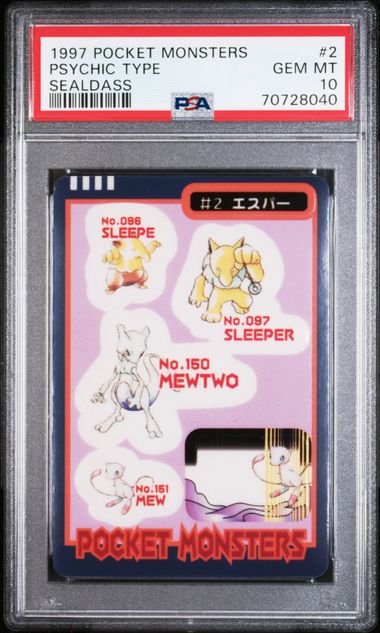 1997 POCKET MONSTERS #2
PSYCHIC TYPE GEM MT
SEALDASS 10
PSA 70728040
#2 エスパー
No.096
SLEEPE
No.097
SLEEPER
No.150
MEWTWO
No.151
MEW
POCKET MONSTERS